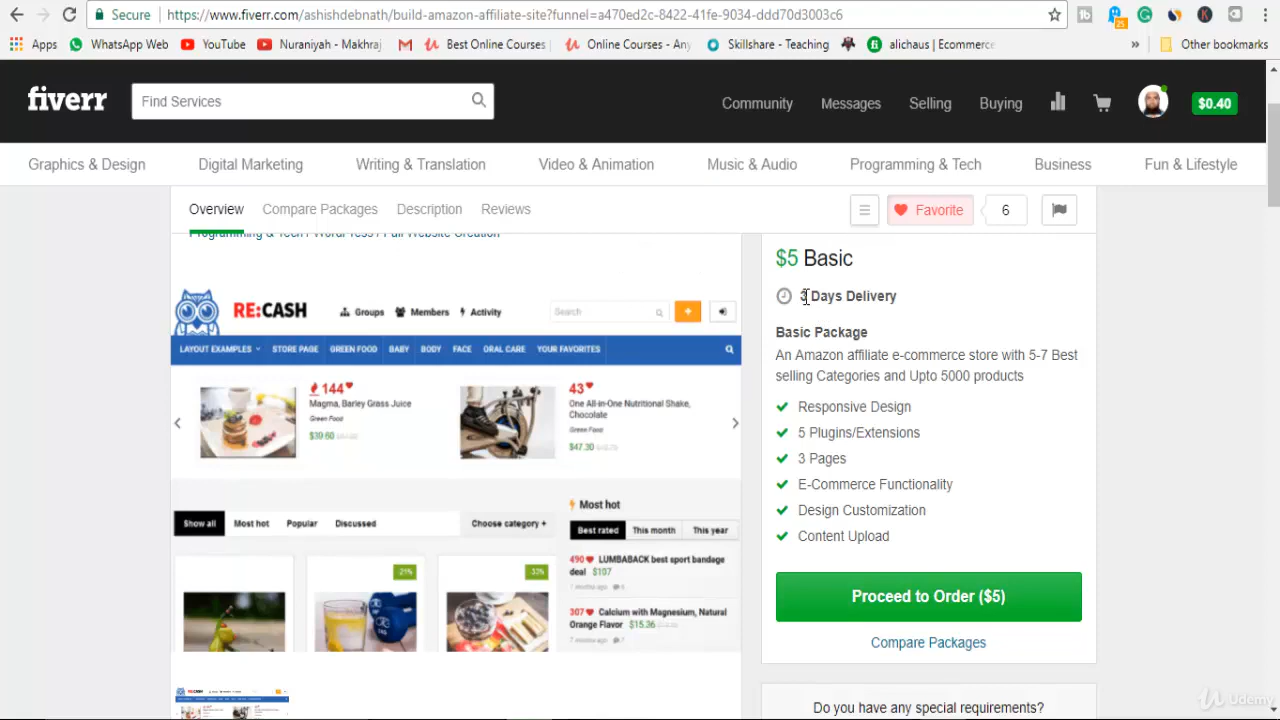 Secure https://www.fiverr.com/ashishdebnath/build-amazon-affiliate-site?funnel=a470ed2c-8422-41fe-9034-ddd70d3003c6
25
Apps WhatsApp Web YouTube Nuraniyah - Makhraj Best Online Courses Online Courses - Any Skillshare - Teaching alichaus | Ecommerce » Other bookmarks
fiverr Find Services Community Messages Selling Buying $0.40
Graphics & Design Digital Marketing Writing & Translation Video & Animation Music & Audio Programming & Tech Business Fun & Lifestyle
Overview Compare Packages Description Reviews Favorite 6
Programming & Tech / WordPress / Full Website Creation
$5 Basic
3 Days Delivery
Basic Package
An Amazon affiliate e-commerce store with 5-7 Best
selling Categories and Upto 5000 products
Responsive Design
5 Plugins/Extensions
3 Pages
E-Commerce Functionality
Design Customization
Content Upload
Proceed to Order ($5)
Compare Packages
Do you have any special requirements?
RE:CASH Groups Members Activity Search
LAYOUT EXAMPLES STORE PAGE GREEN FOOD BABY BODY FACE ORAL CARE YOUR FAVORITES
144
Magma, Barley Grass Juice
Green Food
$39.60
43
One All-in-One Nutritional Shake,
Chocolate
Green Food
$47.30
Show all Most hot Popular Discussed Choose category +
Most hot
Best rated This month This year
490 LUMBABACK best sport bandage
deal $107
7 months ago
307 Calcium with Magnesium, Natural
Orange Flavor $15.36
7 months ago
Udemy